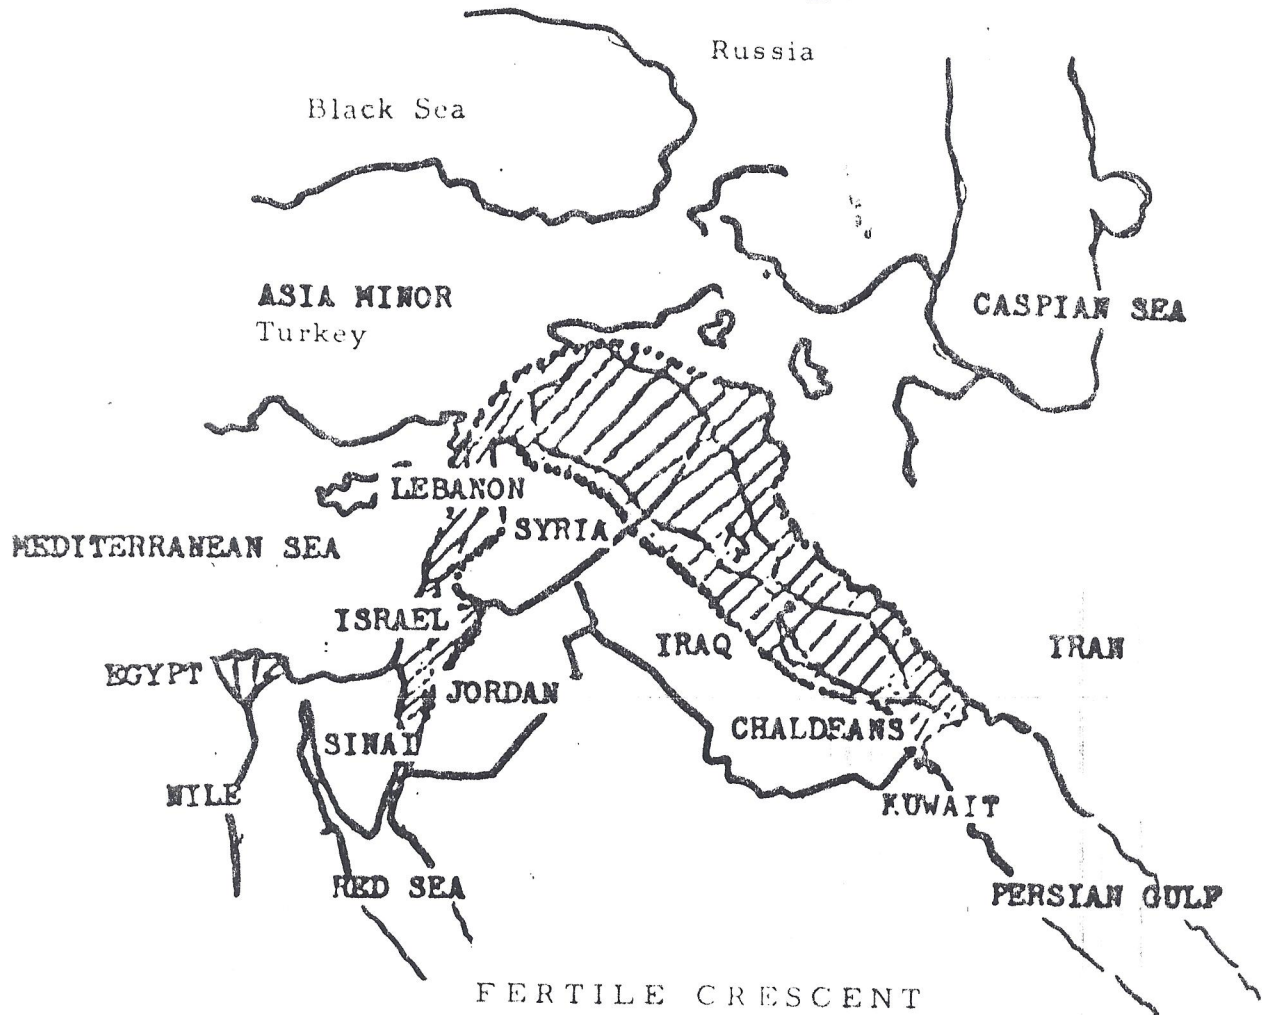 Russia
Black Sea
ASIA MINOR
Turkey
CASPIAN SEA
LEBANON
SYRIA
MEDITERRANEAN SEA
ISRAEL
IRAQ
IRAN
EGYPT
JORDAN
CHALDEANS
SINAI
NILE
KUWAIT
RED SEA
PERSIAN GULF
FERTILE CRESCENT